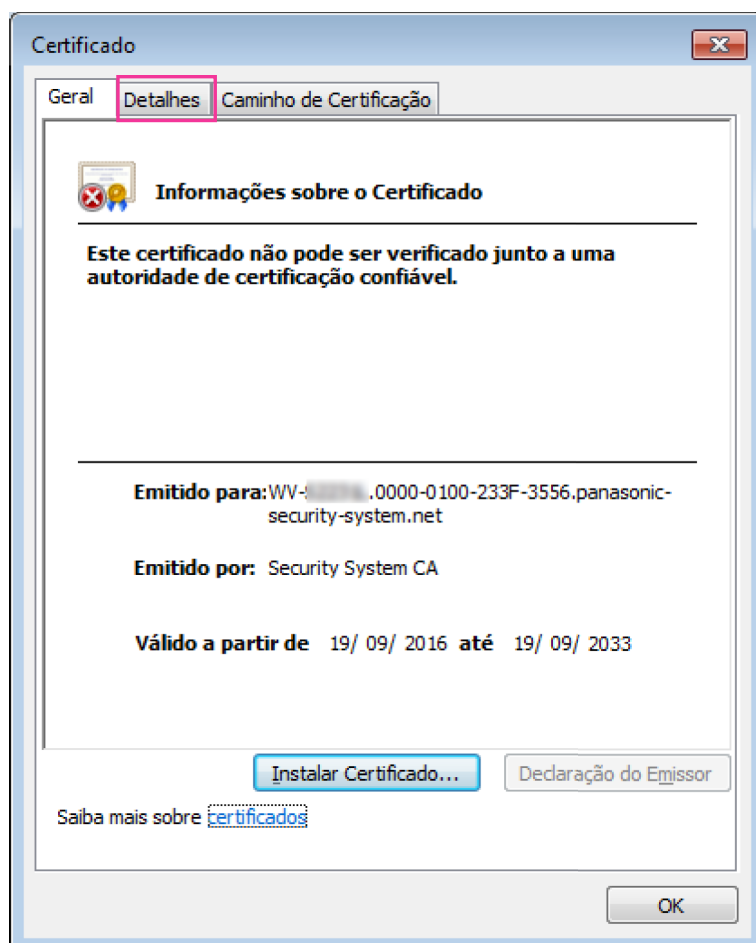 Certificado
Geral Detalhes Caminho de Certificação
Informações sobre o Certificado
Este certificado não pode ser verificado junto a uma
autoridade de certificação confiável.
Emitido para: WV- .0000-0100-233F-3556.panasonic-
security-system.net
Emitido por: Security System CA
Válido a partir de 19/ 09/ 2016 até 19/ 09/ 2033
Instalar Certificado... Declaração do Emissor
Saiba mais sobre certificados
OK